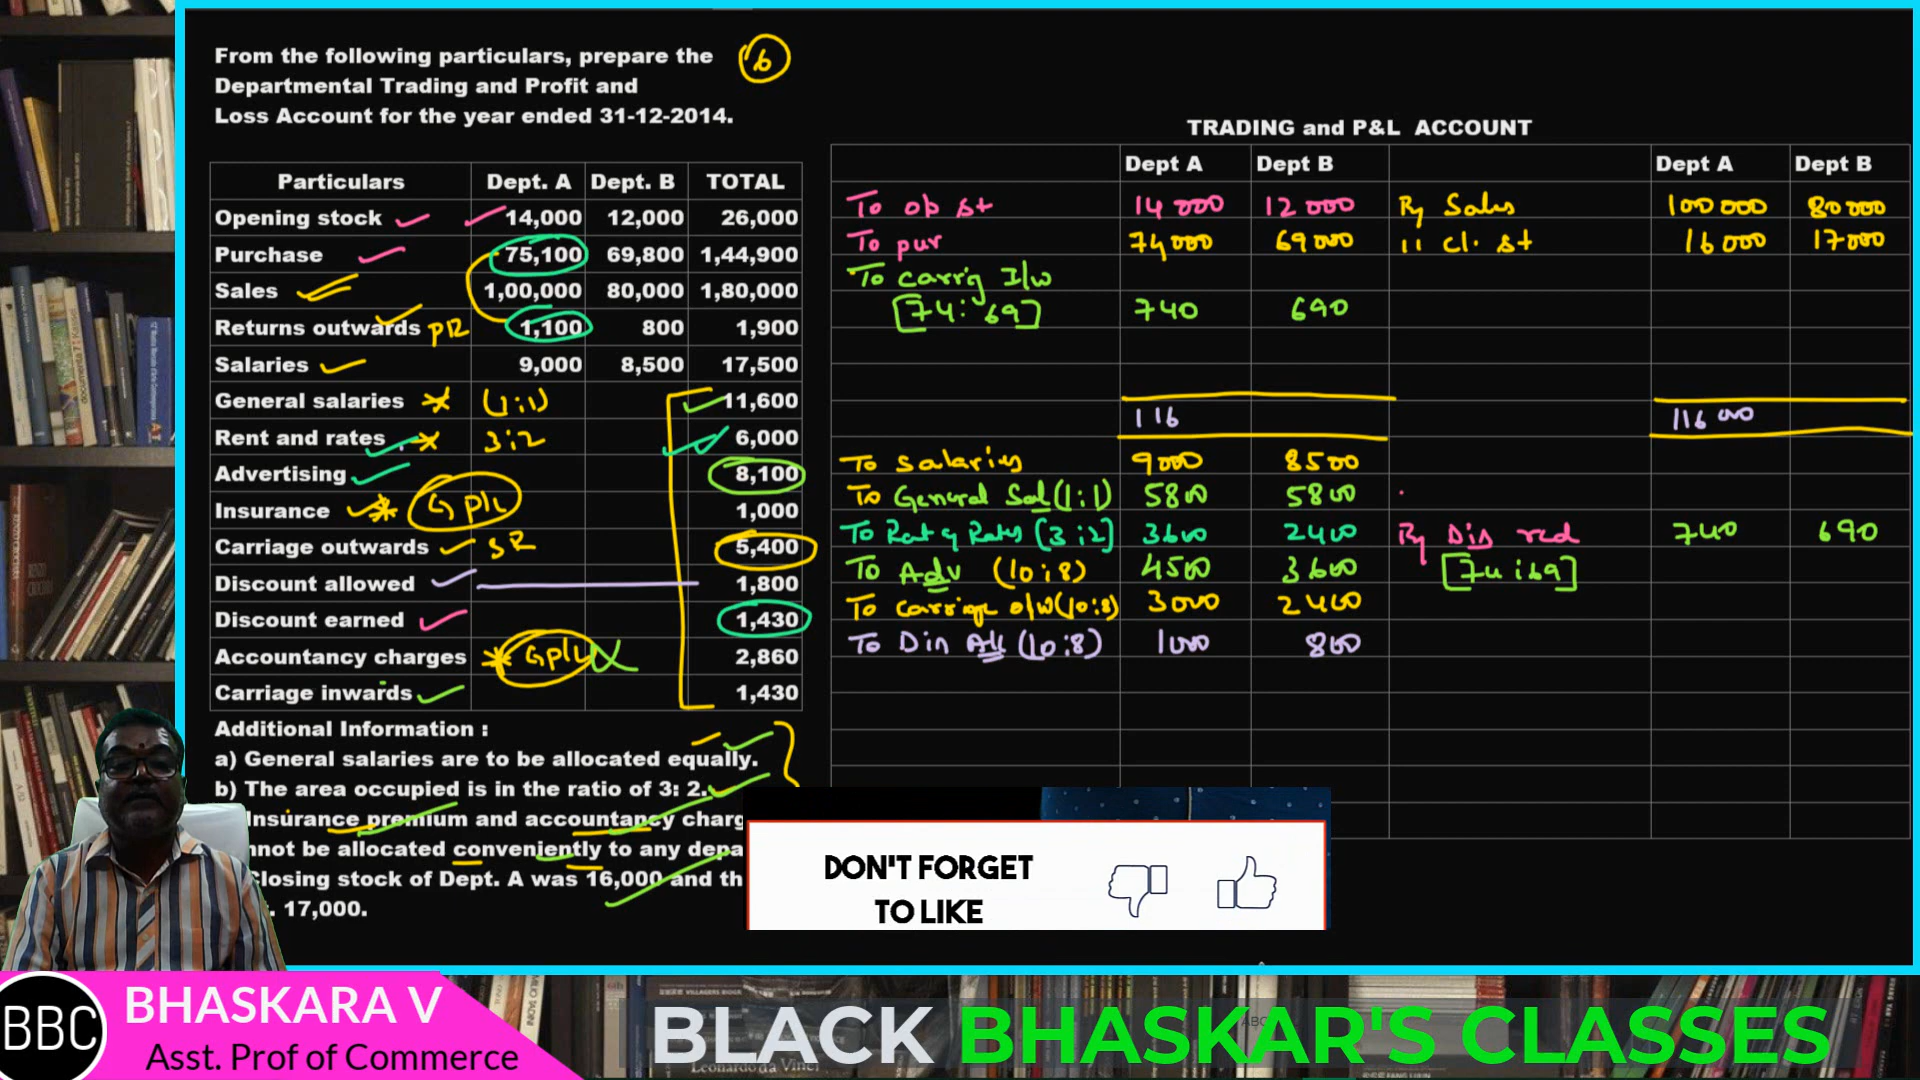 From the following particulars, prepare the
Departmental Trading and Profit and
Loss Account for the year ended 31-12-2014.
6
Particulars Dept. A Dept. B TOTAL
Opening stock 14,000 12,000 26,000
Purchase 75,100 69,800 1,44,900
Sales 1,00,000 80,000 1,80,000
Returns outwards P/R 1,100 800 1,900
Salaries 9,000 8,500 17,500
General salaries (1:1) 11,600
Rent and rates 3:2 6,000
Advertising 8,100
Insurance G P/L 1,000
Carriage outwards SR 5,400
Discount allowed 1,800
Discount earned 1,430
Accountancy charges G P/L 2,860
Carriage inwards 1,430
Additional Information :
a) General salaries are to be allocated equally.
b) The area occupied is in the ratio of 3: 2.
Insurance premium and accountancy charg
nnot be allocated conveniently to any depa
Closing stock of Dept. A was 16,000 and th
. 17,000.
TRADING and P&L ACCOUNT
Dept A Dept B Dept A Dept B
To op st 14000 12000 By Sales 100000 80000
To pur 74000 69000 11 Cl. st 16000 17000
To Carrig I/w
[74:69] 740 690
116 116000
To Salaries 9000 8500
To General Sal (1:1) 5800 5800
To Rat & Rates (3:2] 3600 2400 By Dis red 740 690
To Adv (10:8) 4500 3600 [74:69]
To Carrige o/w (10:8) 3000 2400
To Din All (10:8) 1000 800
DON'T FORGET
TO LIKE
BBC
BHASKARA V
Asst. Prof of Commerce
BLACK BHASKAR'S CLASSES